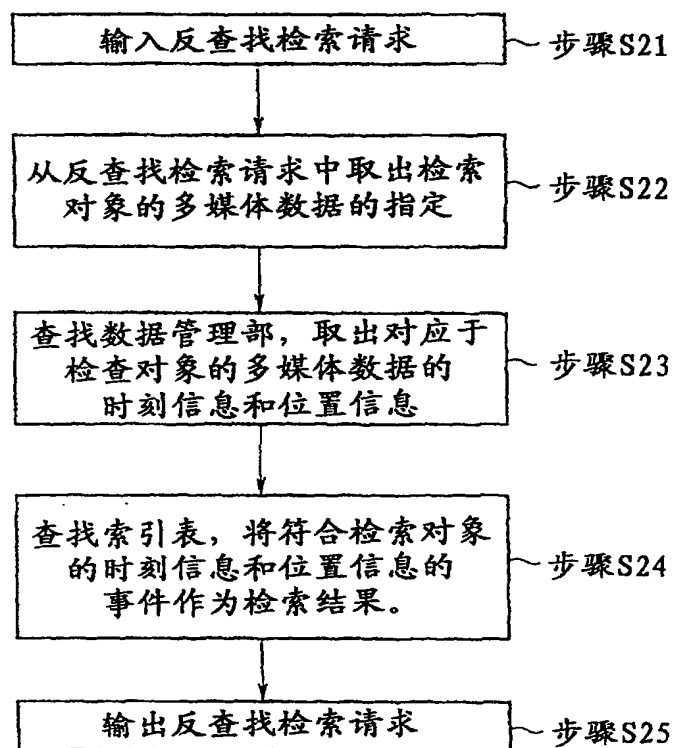 输入反查找检索请求
步骤S21
从反查找检索请求中取出检索
对象的多媒体数据的指定
步骤S22
查找数据管理部，取出对应于
检查对象的多媒体数据的
时刻信息和位置信息
步骤S23
查找索引表，将符合检索对象
的时刻信息和位置信息的
事件作为检索结果。
步骤S24
输出反查找检索请求
步骤S25